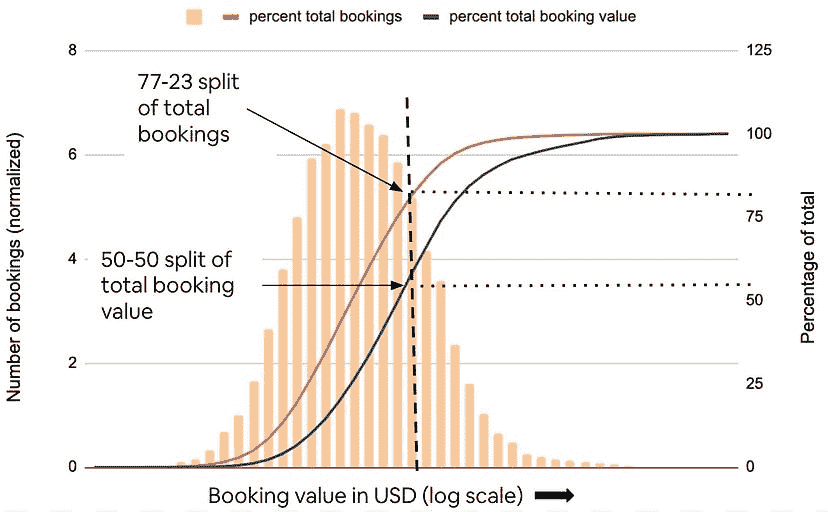 percent total bookings percent total booking value
8 125
77-23 split
of total
bookings
100
6
75
Number of bookings (normalized)
Percentage of total
4
50-50 split of
total booking
value
50
2
25
0 0
Booking value in USD (log scale)